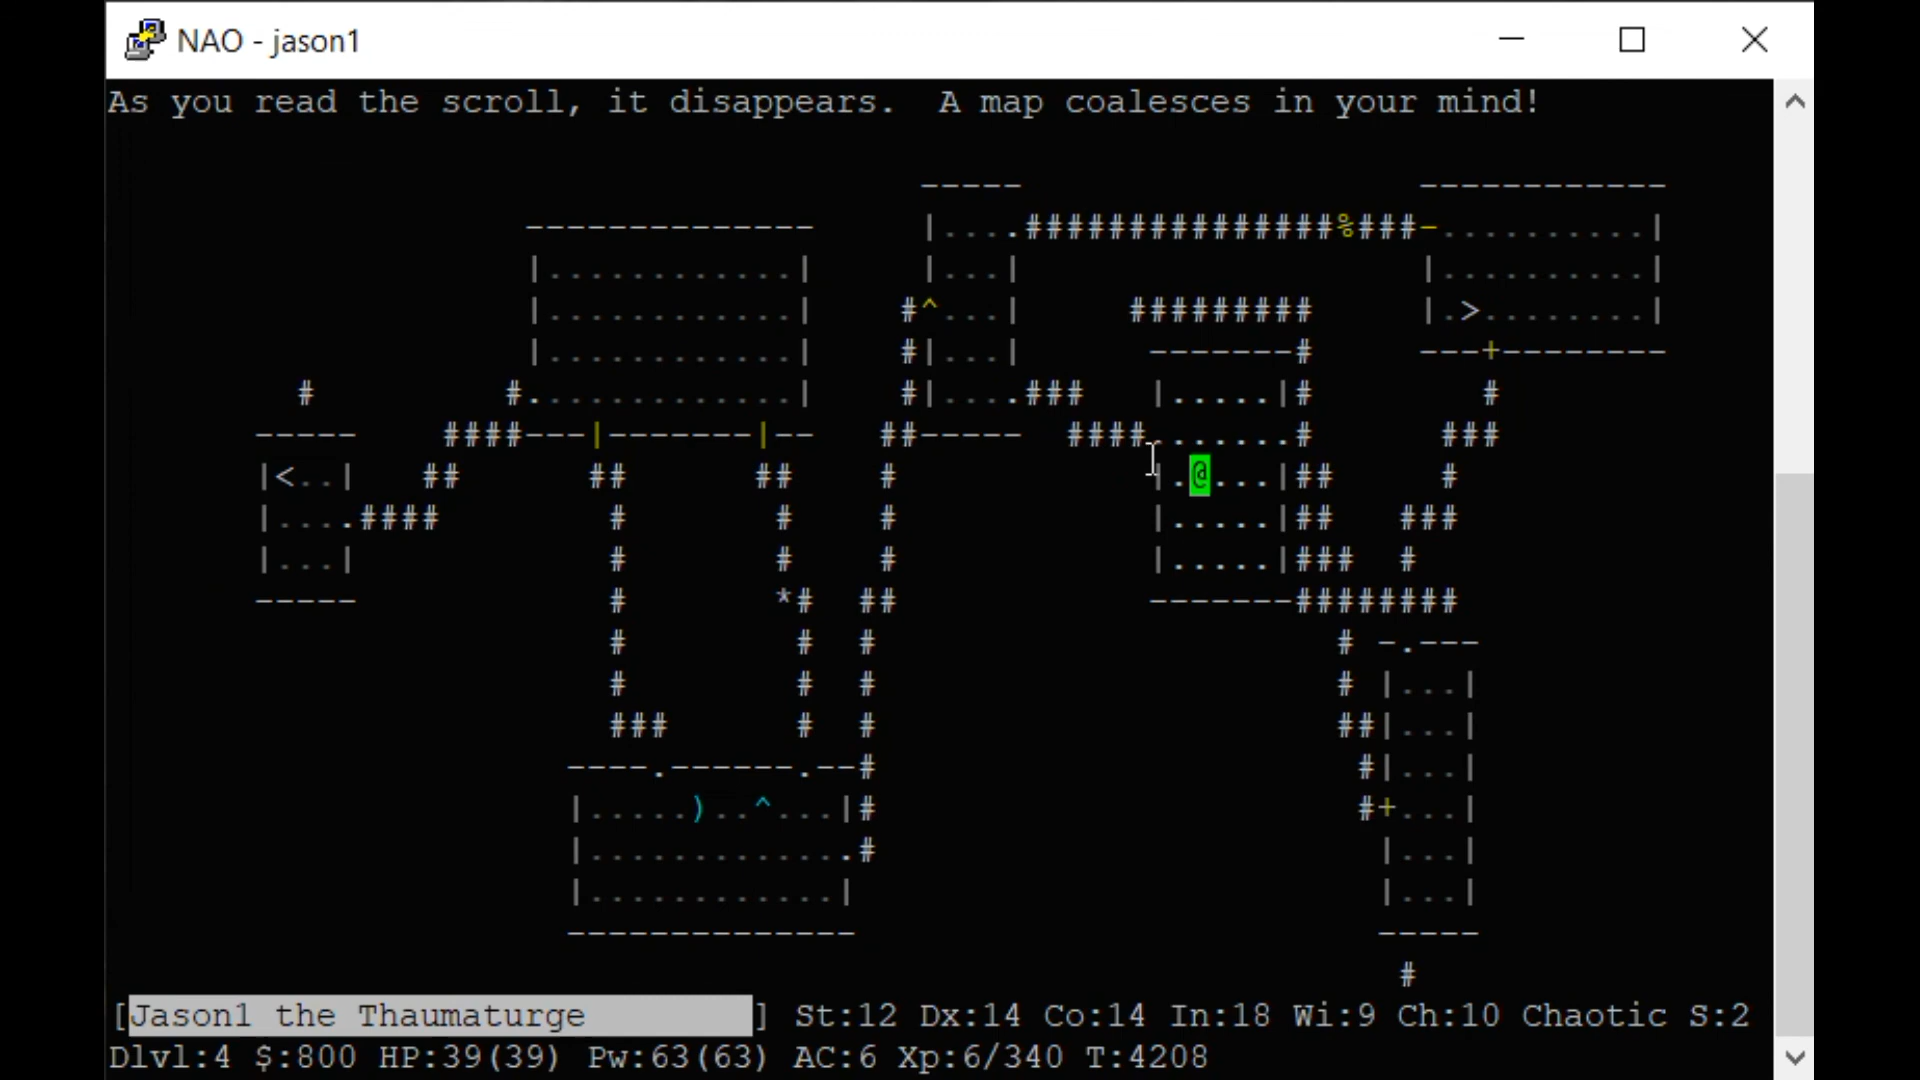 NAO - jason1
As you read the scroll, it disappears.  A map coalesces in your mind!
                                       -----                   ------------
                    --------------     |....###############%###-..........|
                    |............|     |...|                   |..........|
                    |............|    #^...|     #########     |.>........|
                    |............|    #|...|      -------#     ---+--------
         #         #.............|    #|....###   |.....|#        #
       -----    ####---|-------|--   ##-----  ####.......#      ###
       |<..|   ##      ##      ##    #            |.@...|##     #
       |....####        #       #    #            |.....|##   ###
       |...|            #       #    #            |.....|###  #
       -----            #       *#  ##            -------########
                        #        #  #                      # -.---
                        #        #  #                      # |...|
                        ###      #  #                      ##|...|
                      ----.------.--#                       #|...|
                      |.....)..^...|#                       #+...|
                      |.............#                        |...|
                      |............|                         |...|
                      --------------                         -----
                                                              #
[Jason1 the Thaumaturge        ] St:12 Dx:14 Co:14 In:18 Wi:9 Ch:10 Chaotic S:2
Dlvl:4 $:800 HP:39(39) Pw:63(63) AC:6 Xp:6/340 T:4208